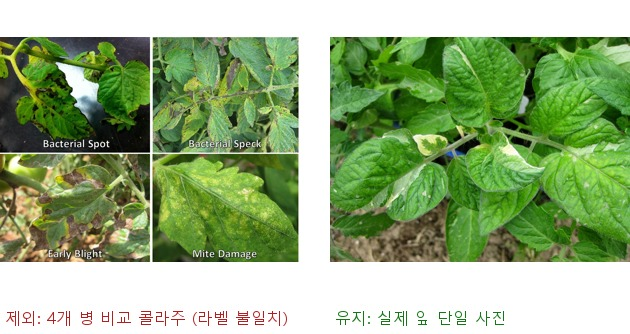 Bacterial Spot
Bacterial Speck
Early Blight
Mite Damage
제외: 4개 병 비교 콜라주 (라벨 불일치)
유지: 실제 잎 단일 사진